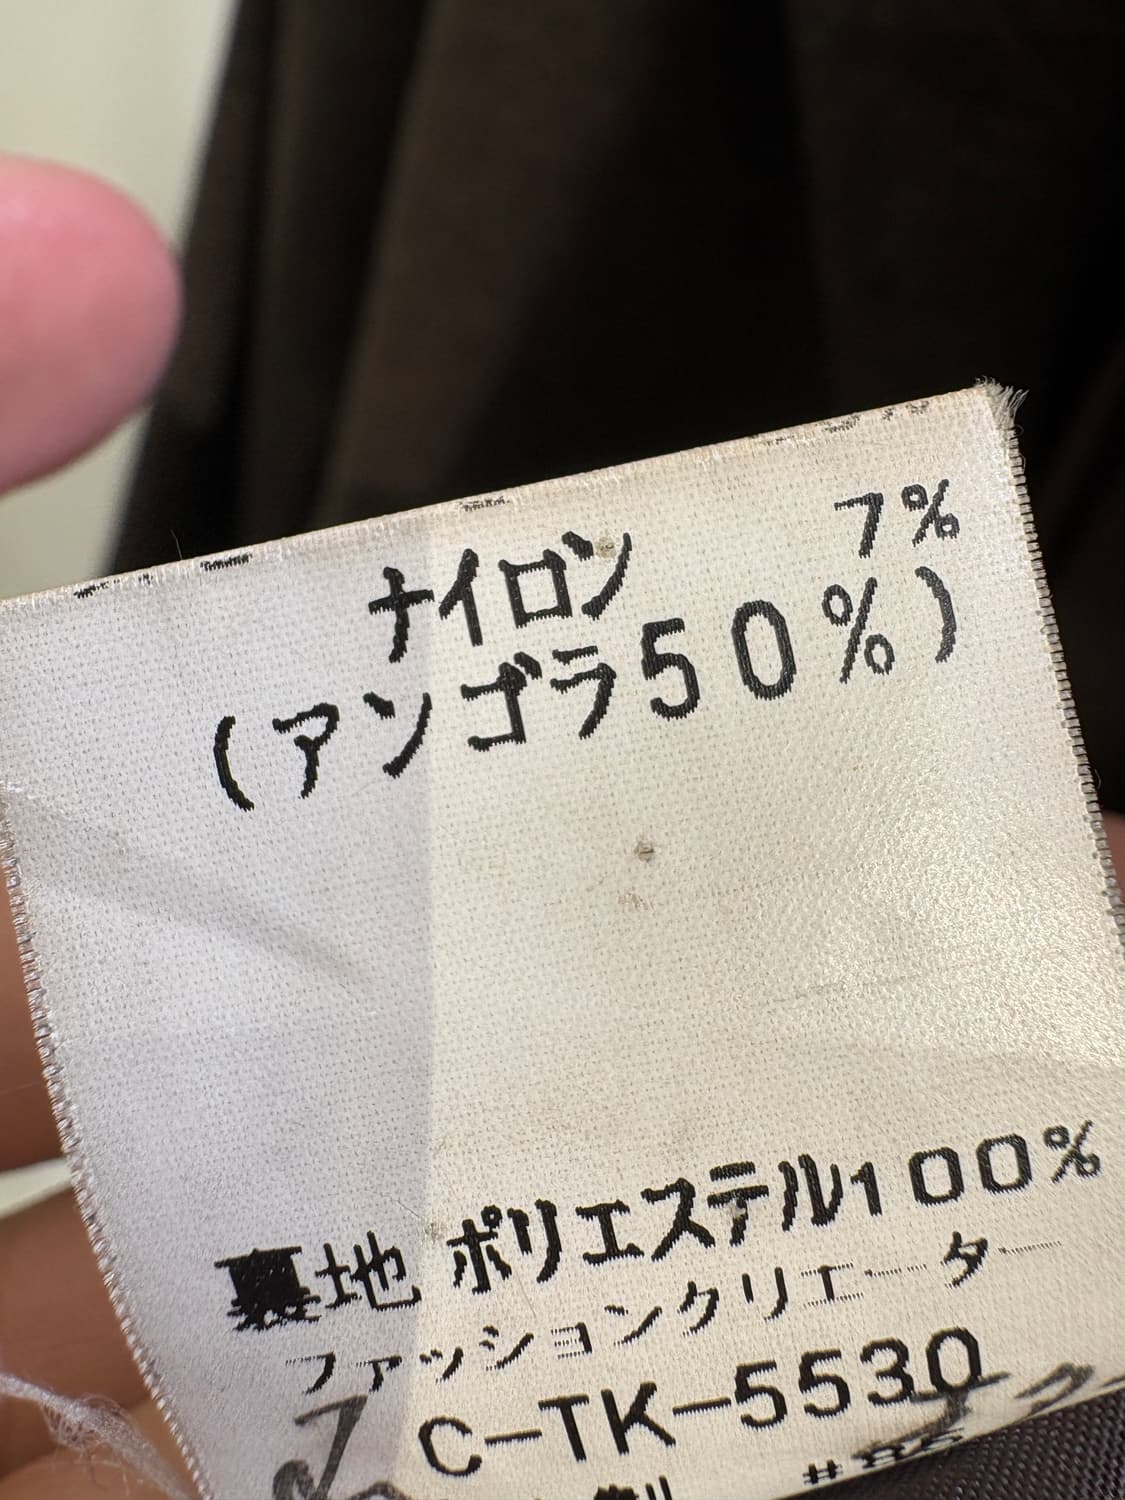 ナイロン 7%
(アンゴラ50%)
裏地 ポリエステル100%
ファッションクリエーター
C-TK-5530